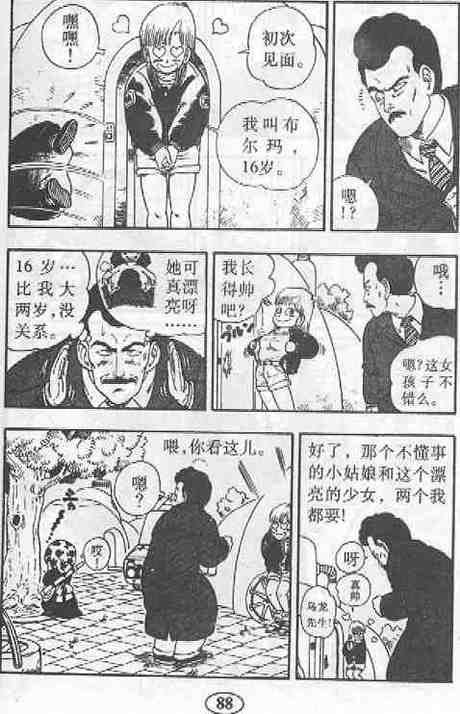 嘿
嘿
！
初次
见面。
我叫布
尔玛，
16岁。
嗯
！？
16岁…
比我大
两岁，没
关系。
她可
真漂
亮呀
……
我长
得帅
吧？
哦
…
嗯？这女
孩子不
错么。
喂，你看这儿。
嗯
？
哎
？
好了，那个不懂事
的小姑娘和这个漂
亮的少女，两个我
都要！
呀
真
帅
乌龙
先生！
88